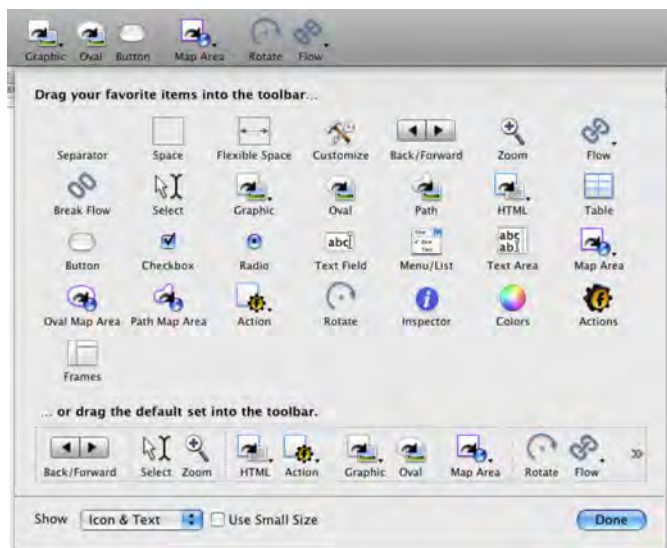 Graphic Oval Button Map Area Rotate Flow
Drag your favorite items into the toolbar...
Separator Space Flexible Space Customize Back/Forward Zoom Flow
Break Flow Select Graphic Oval Path HTML Table
abc
abc
ab
Button Checkbox Radio Text Field Menu/List Text Area Map Area
Oval Map Area Path Map Area Action Rotate Inspector Colors Actions
Frames
... or drag the default set into the toolbar.
Back/Forward Select Zoom HTML Action Graphic Oval Map Area Rotate Flow
Show Icon & Text Use Small Size Done